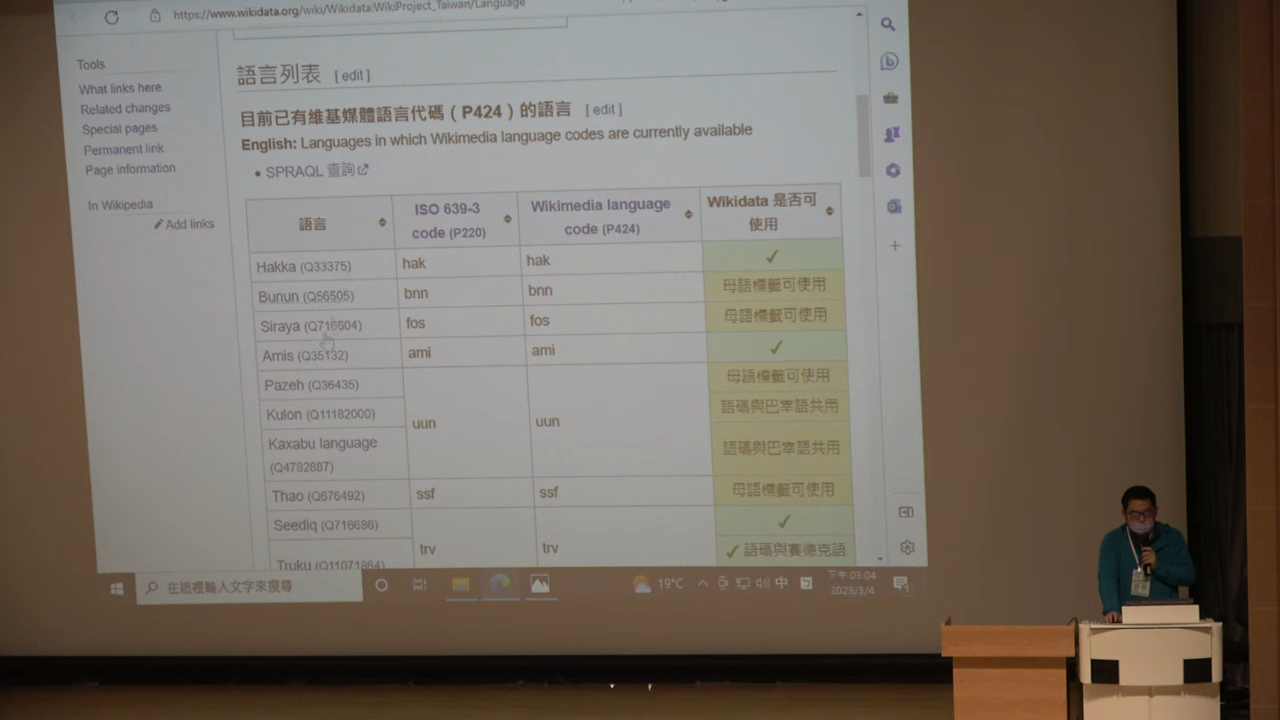 https://www.wikidata.org/wiki/Wikidata:WikiProject_Taiwan/Language
Tools
What links here
Related changes
Special pages
Permanent link
Page information
In Wikipedia
Add links
語言列表 [ edit ]
目前已有維基媒體語言代碼（P424）的語言 [ edit ]
English: Languages in which Wikimedia language codes are currently available
• SPRAQL 查詢
語言 ISO 639-3 code (P220) Wikimedia language code (P424) Wikidata 是否可使用
Hakka (Q33375) hak hak ✓
Bunun (Q56505) bnn bnn 母語標籤可使用
Siraya (Q716604) fos fos 母語標籤可使用
Amis (Q35132) ami ami ✓
Pazeh (Q36435) uun uun 母語標籤可使用
Kulon (Q11182000) 語碼與巴宰語共用
Kaxabu language (Q4782887) 語碼與巴宰語共用
Thao (Q676492) ssf ssf 母語標籤可使用
Seediq (Q716686) trv trv ✓
Truku (Q11071864) ✓ 語碼與賽德克語
在這裡輸入文字來搜尋
19°C
中
下午 03:04
2023/3/4